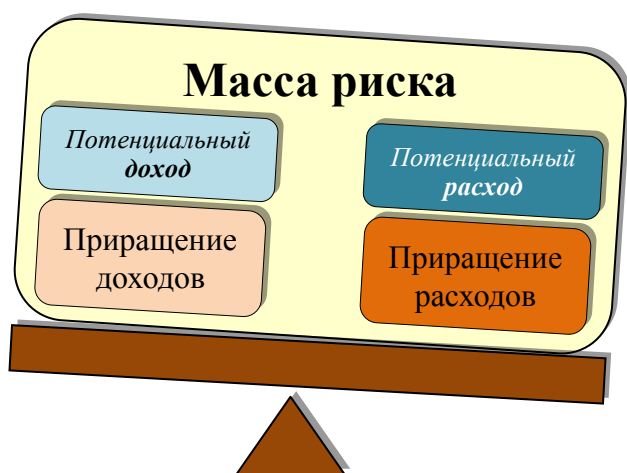 Масса риска
Потенциальный
доход
Потенциальный
расход
Приращение
доходов
Приращение
расходов